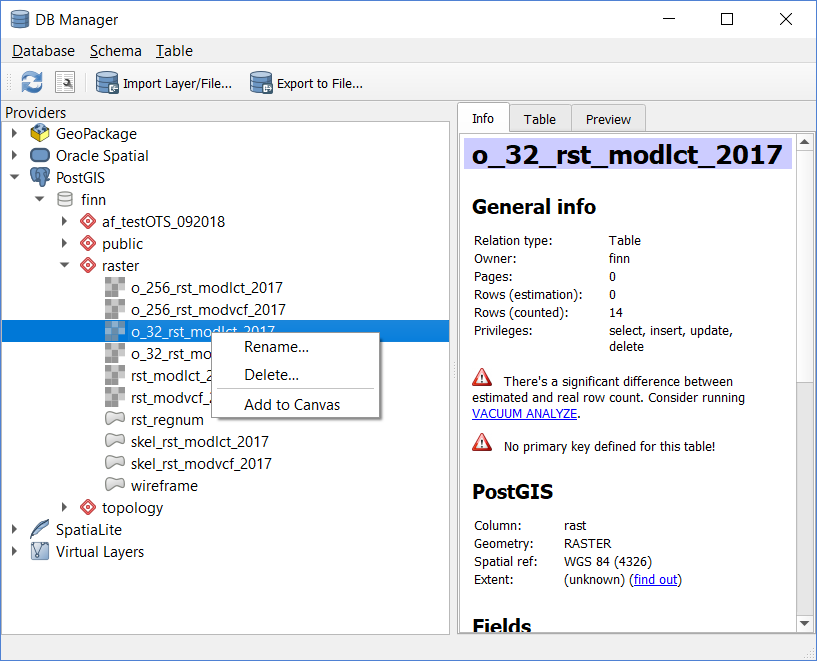 DB Manager
Database Schema Table
Import Layer/File... Export to File...
Providers
GeoPackage
Oracle Spatial
PostGIS
finn
af_testOTS_092018
public
raster
o_256_rst_modlct_2017
o_256_rst_modvcf_2017
o_32_rst_modlct_2017
o_32_rst_mo
rst_modlct_2
rst_modvcf_
rst_regnum
skel_rst_modlct_2017
skel_rst_modvcf_2017
wireframe
topology
SpatiaLite
Virtual Layers
Rename...
Delete...
Add to Canvas
Info Table Preview
o_32_rst_modlct_2017
General info
Relation type: Table
Owner: finn
Pages: 0
Rows (estimation): 0
Rows (counted): 14
Privileges: select, insert, update,
delete
There's a significant difference between
estimated and real row count. Consider running
VACUUM ANALYZE.
No primary key defined for this table!
PostGIS
Column: rast
Geometry: RASTER
Spatial ref: WGS 84 (4326)
Extent: (unknown) (find out)
Fields